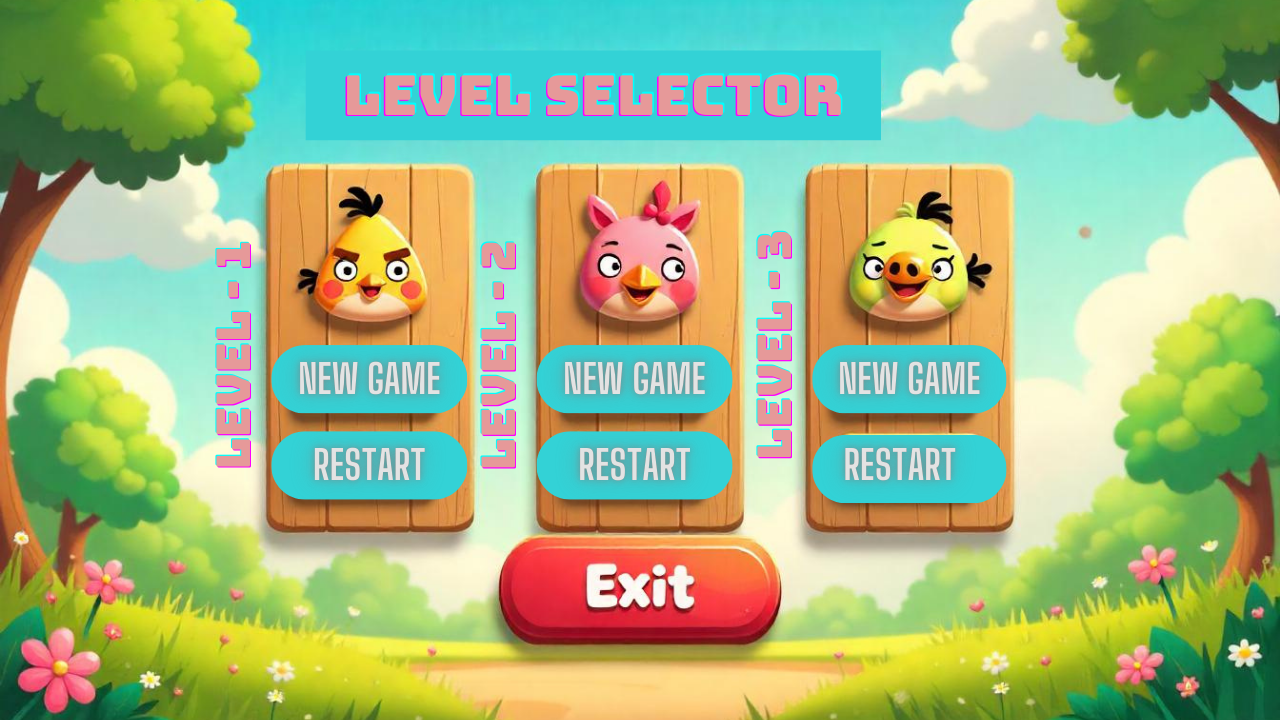 LEVEL SELECTOR
LEVEL - 1
NEW GAME
RESTART
LEVEL - 2
NEW GAME
RESTART
LEVEL - 3
NEW GAME
RESTART
Exit